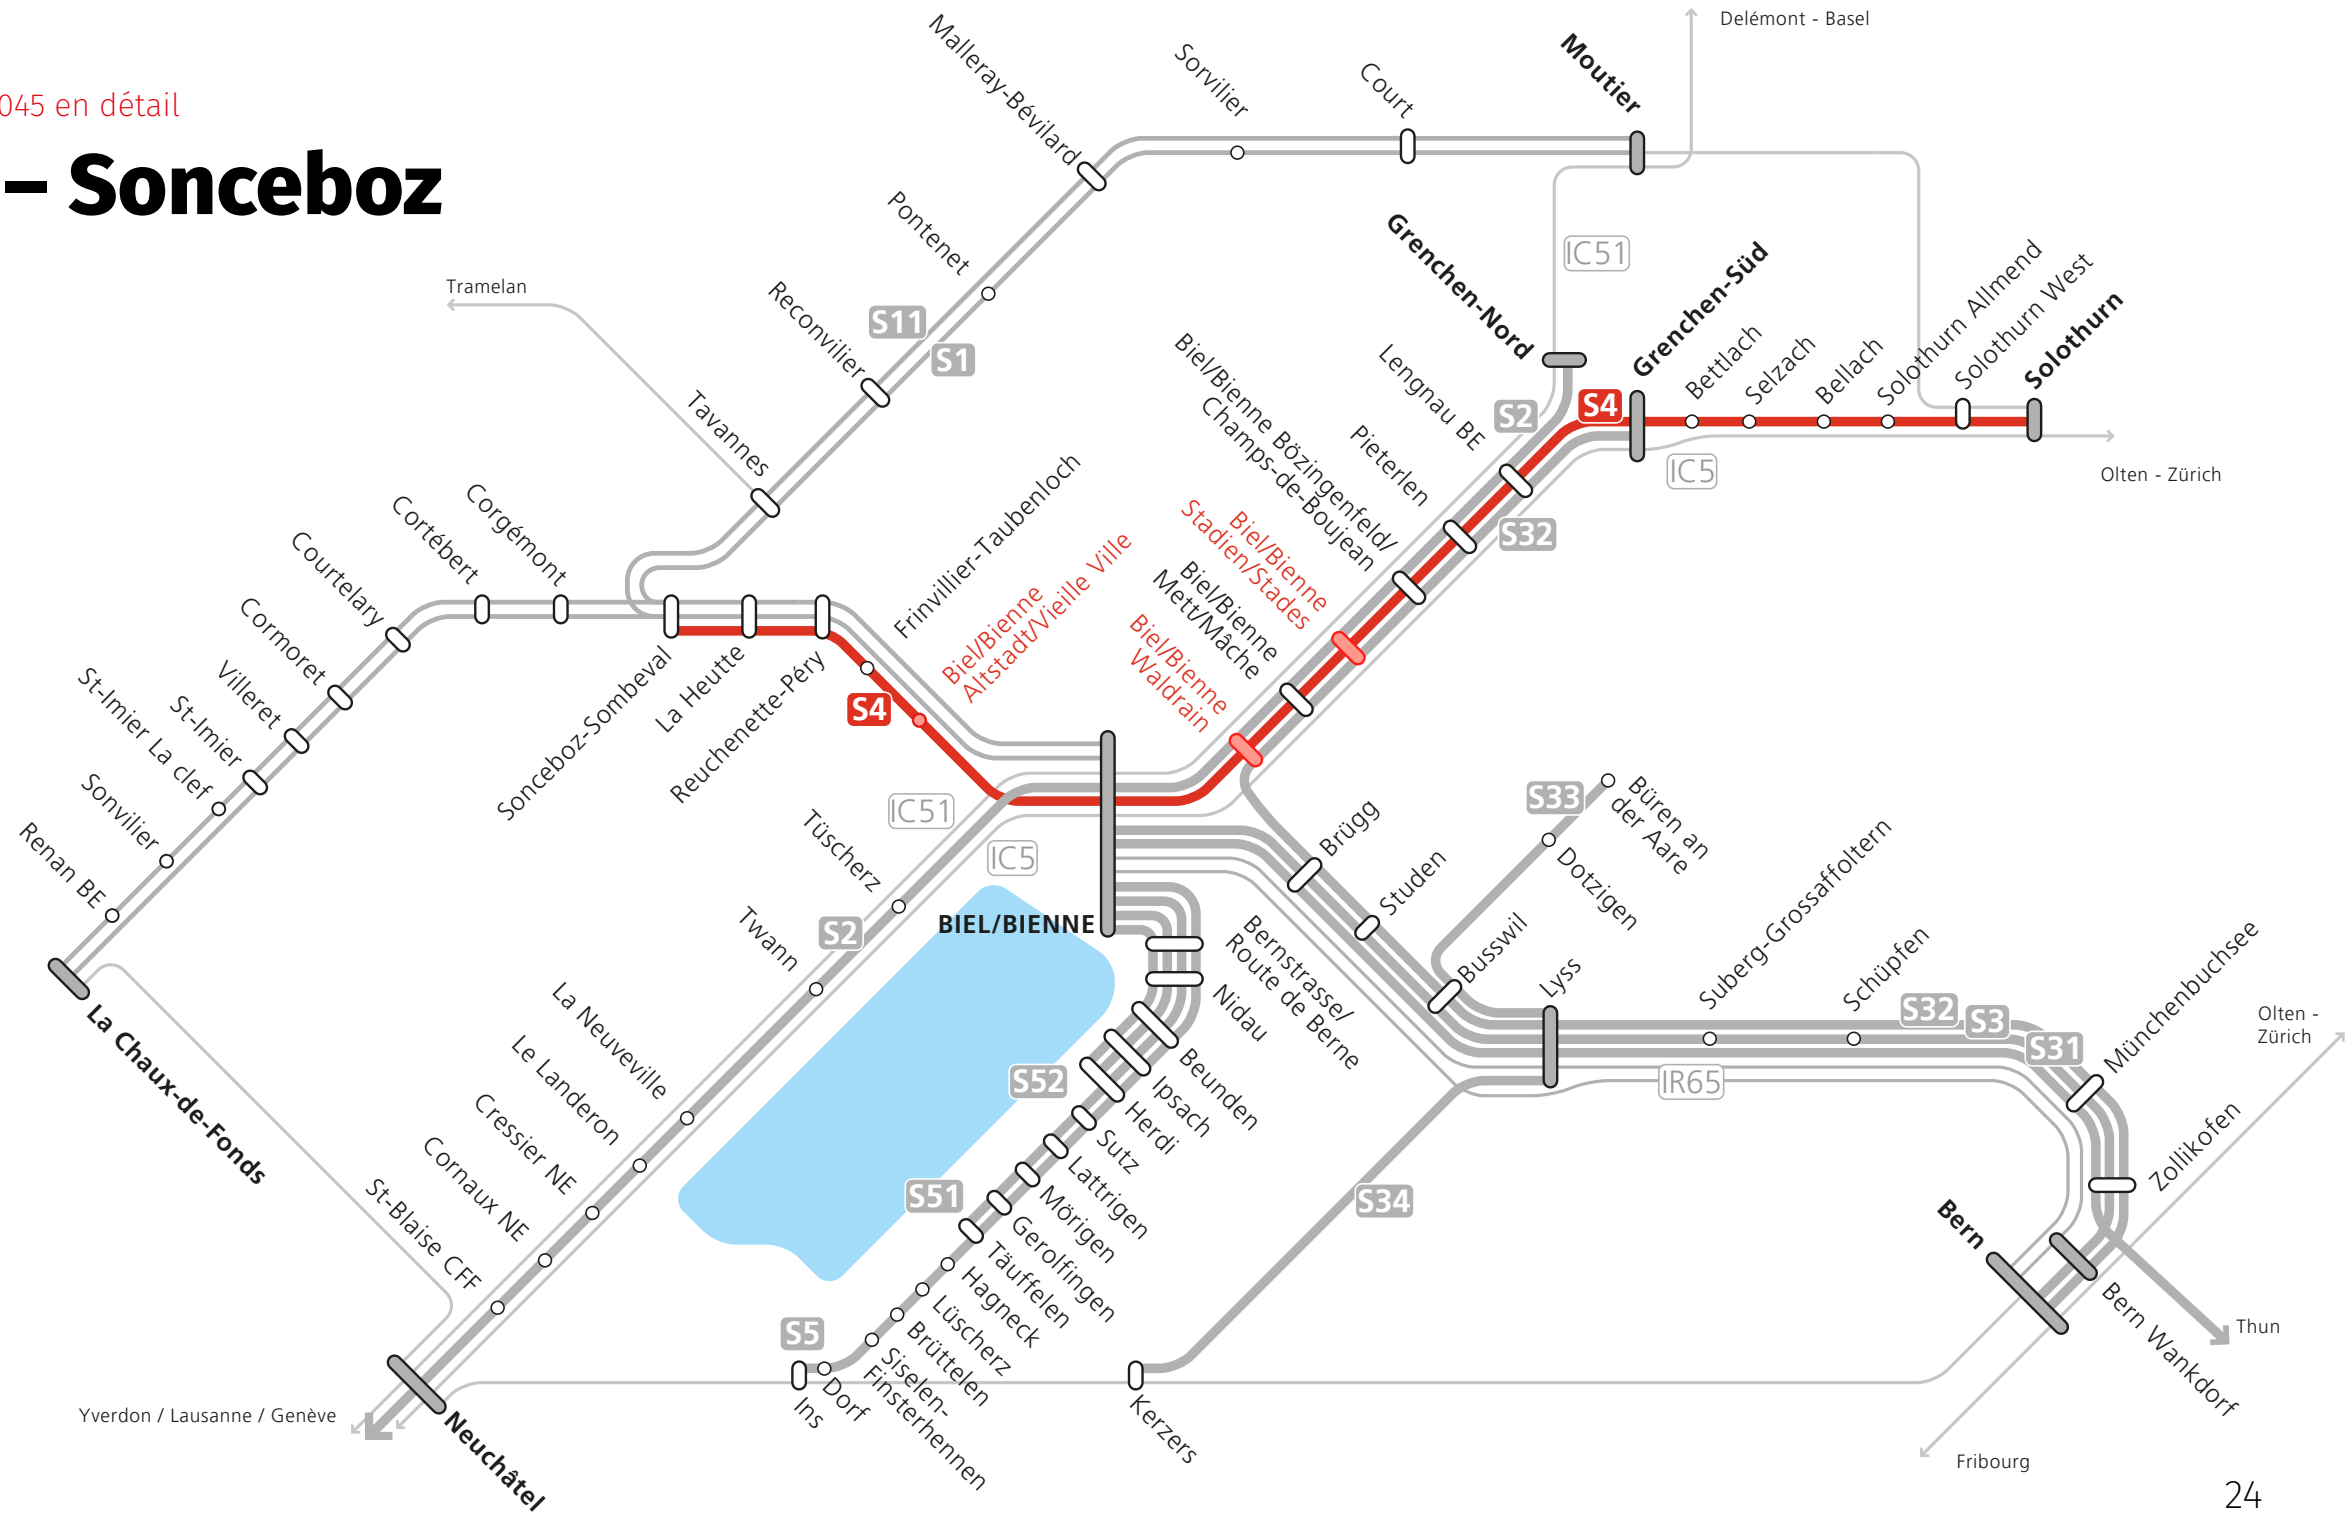 045 en détail
– Sonceboz
Delémont - Basel
Malleray-Bévilard
Sorvilier
Court
Moutier
Pontenet
Reconvilier
S11
S1
Tramelan
Tavannes
IC51
Grenchen-Nord
Grenchen-Süd
Bettlach
Selzach
Bellach
Solothurn Allmend
Solothurn West
Solothurn
S2
S4
IC5
S32
Olten - Zürich
Lengnau BE
Pieterlen
Biel/Bienne Bözingenfeld/
Champs-de-Boujean
Biel/Bienne
Stadien/Stades
Biel/Bienne
Mett/Mâche
Biel/Bienne
Waldrain
Frinvillier-Taubenloch
Biel/Bienne
Altstadt/Vieille Ville
Corgémont
Cortébert
Courtelary
Cormoret
Villeret
St-Imier
St-Imier La clef
Sonvilier
Renan BE
La Chaux-de-Fonds
Sonceboz-Sombeval
La Heutte
Reuchenette-Péry
S4
IC51
IC5
BIEL/BIENNE
Tüscherz
S2
Twann
La Neuveville
Le Landeron
Cressier NE
Cornaux NE
St-Blaise CFF
Neuchâtel
Yverdon / Lausanne / Genève
Bernstrasse/
Route de Berne
Nidau
Beunden
Ipsach
Herdi
S52
Sutz
Lattrigen
Mörigen
Gerolfingen
Täuffelen
S51
Hagneck
Lüscherz
Brüttelen
Siselen-
Finsterhennen
S5
Dorf
Ins
Kerzers
S34
Brügg
Studen
Busswil
S33
Büren an
der Aare
Dotzigen
Lyss
Suberg-Grossaffoltern
Schüpfen
S32
S3
S31
IR65
Münchenbuchsee
Zollikofen
Olten -
Zürich
Bern
Bern Wankdorf
Thun
Fribourg
24